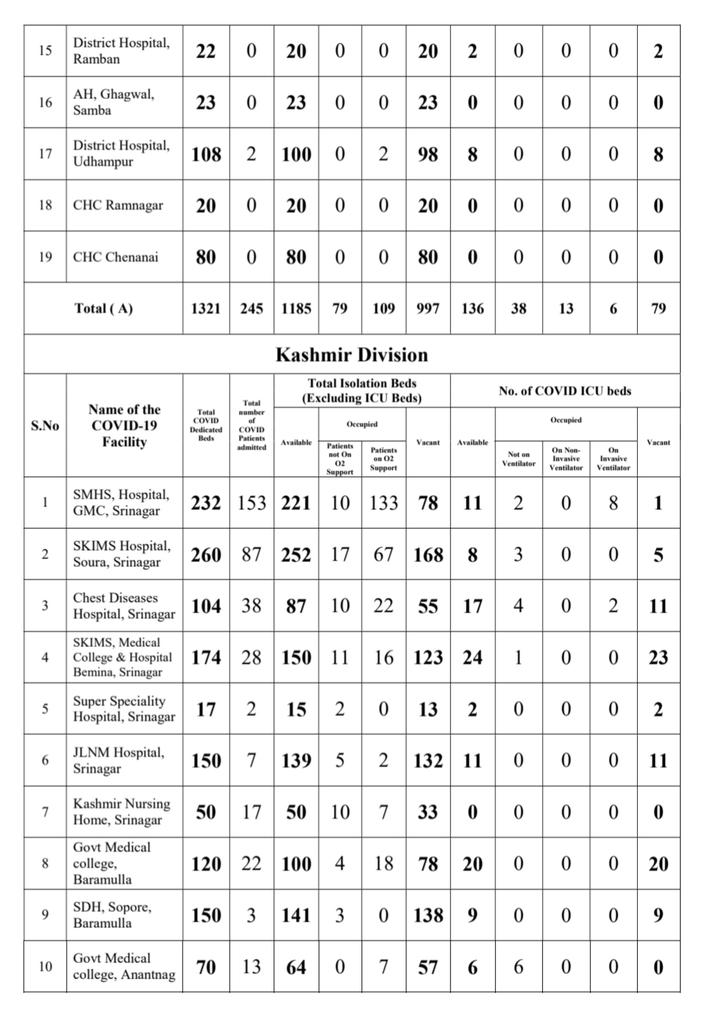 15 District Hospital, Ramban 22 0 20 0 0 20 2 0 0 0 2
16 AH, Ghagwal, Samba 23 0 23 0 0 23 0 0 0 0 0
17 District Hospital, Udhampur 108 2 100 0 2 98 8 0 0 0 8
18 CHC Ramnagar 20 0 20 0 0 20 0 0 0 0 0
19 CHC Chenanai 80 0 80 0 0 80 0 0 0 0 0
Total ( A) 1321 245 1185 79 109 997 136 38 13 6 79
Kashmir Division
S.No
Name of the COVID-19 Facility
Total COVID Dedicated Beds
Total number of COVID Patients admitted
Total Isolation Beds (Excluding ICU Beds)
No. of COVID ICU beds
Available
Occupied
Patients not On O2 Support
Patients on O2 Support
Vacant
Available
Occupied
Not on Ventilator
On Non-Invasive Ventilator
On Invasive Ventilator
Vacant
1 SMHS, Hospital, GMC, Srinagar 232 153 221 10 133 78 11 2 0 8 1
2 SKIMS Hospital, Soura, Srinagar 260 87 252 17 67 168 8 3 0 0 5
3 Chest Diseases Hospital, Srinagar 104 38 87 10 22 55 17 4 0 2 11
4 SKIMS, Medical College & Hospital Bemina, Srinagar 174 28 150 11 16 123 24 1 0 0 23
5 Super Speciality Hospital, Srinagar 17 2 15 2 0 13 2 0 0 0 2
6 JLNM Hospital, Srinagar 150 7 139 5 2 132 11 0 0 0 11
7 Kashmir Nursing Home, Srinagar 50 17 50 10 7 33 0 0 0 0 0
8 Govt Medical college, Baramulla 120 22 100 4 18 78 20 0 0 0 20
9 SDH, Sopore, Baramulla 150 3 141 3 0 138 9 0 0 0 9
10 Govt Medical college, Anantnag 70 13 64 0 7 57 6 6 0 0 0